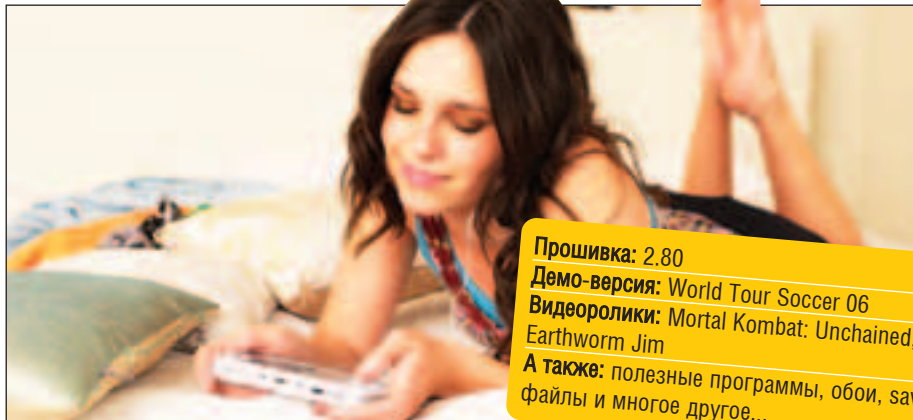 Прошивка: 2.80
Демо-версия: World Tour Soccer 06
Видеоролики: Mortal Kombat: Unchained,
Earthworm Jim
А также: полезные программы, обои, sav
файлы и многое другое...